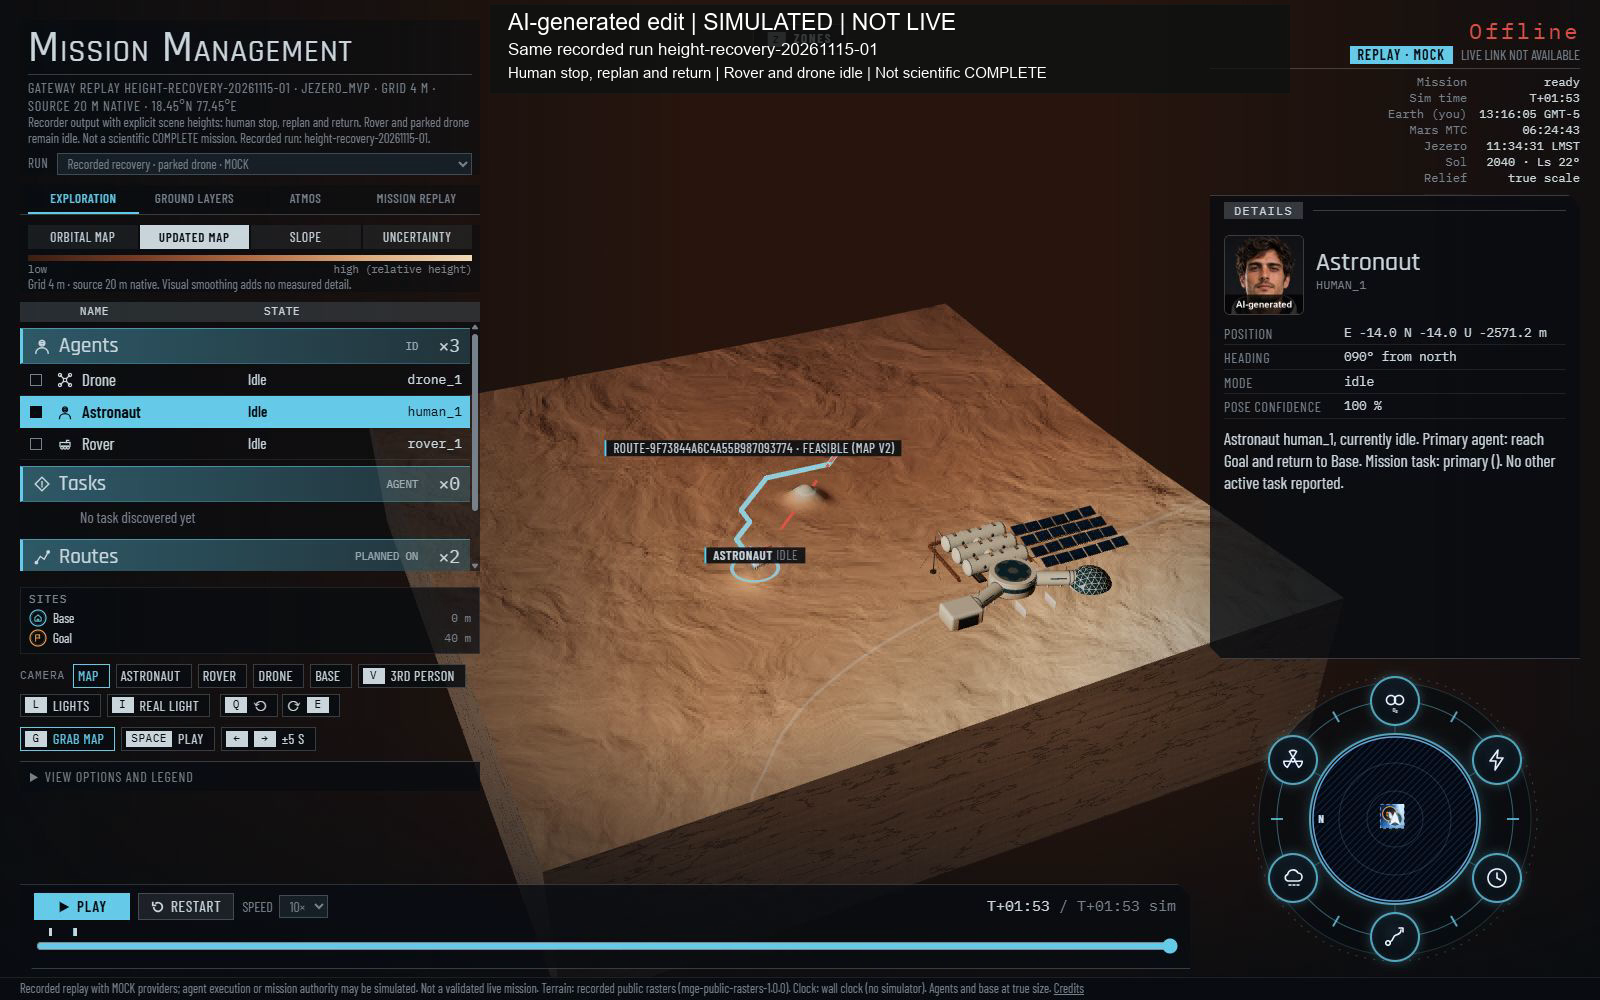 AI-generated edit | SIMULATED | NOT LIVE
Same recorded run height-recovery-20261115-01
Human stop, replan and return | Rover and drone idle | Not scientific COMPLETE
MISSION MANAGEMENT
GATEWAY REPLAY HEIGHT-RECOVERY-20261115-01 · JEZERO_MVP · GRID 4 M ·
SOURCE 20 M NATIVE · 18.45°N 77.45°E
Recorder output with explicit scene heights: human stop, replan and return. Rover and parked drone
remain idle. Not a scientific COMPLETE mission. Recorded run: height-recovery-20261115-01.
RUN Recorded recovery · parked drone · MOCK
EXPLORATION GROUND LAYERS ATMOS MISSION REPLAY
ORBITAL MAP UPDATED MAP SLOPE UNCERTAINTY
low high (relative height)
Grid 4 m · source 20 m native. Visual smoothing adds no measured detail.
NAME STATE
Agents ID ×3
Drone Idle drone_1
Astronaut Idle human_1
Rover Idle rover_1
Tasks AGENT ×0
No task discovered yet
Routes PLANNED ON ×2
SITES
Base 0 m
Goal 40 m
CAMERA MAP ASTRONAUT ROVER DRONE BASE V 3RD PERSON
L LIGHTS I REAL LIGHT Q E
G GRAB MAP SPACE PLAY ← → ±5 S
▶ VIEW OPTIONS AND LEGEND
ZONES
ROUTE-9F73844A6C4A55B987093774 · FEASIBLE (MAP V2)
ASTRONAUT IDLE
Offline
REPLAY · MOCK LIVE LINK NOT AVAILABLE
Mission ready
Sim time T+01:53
Earth (you) 13:16:05 GMT-5
Mars MTC 06:24:43
Jezero 11:34:31 LMST
Sol 2040 · Ls 22°
Relief true scale
DETAILS
AI-generated
Astronaut
HUMAN_1
POSITION E -14.0 N -14.0 U -2571.2 m
HEADING 090° from north
MODE idle
POSE CONFIDENCE 100 %
Astronaut human_1, currently idle. Primary agent: reach
Goal and return to Base. Mission task: primary (). No other
active task reported.
N
▶ PLAY RESTART SPEED 10× T+01:53 / T+01:53 sim
Recorded replay with MOCK providers; agent execution or mission authority may be simulated. Not a validated live mission. Terrain: recorded public rasters (mge-public-rasters-1.0.0). Clock: wall clock (no simulator). Agents and base at true size. Credits